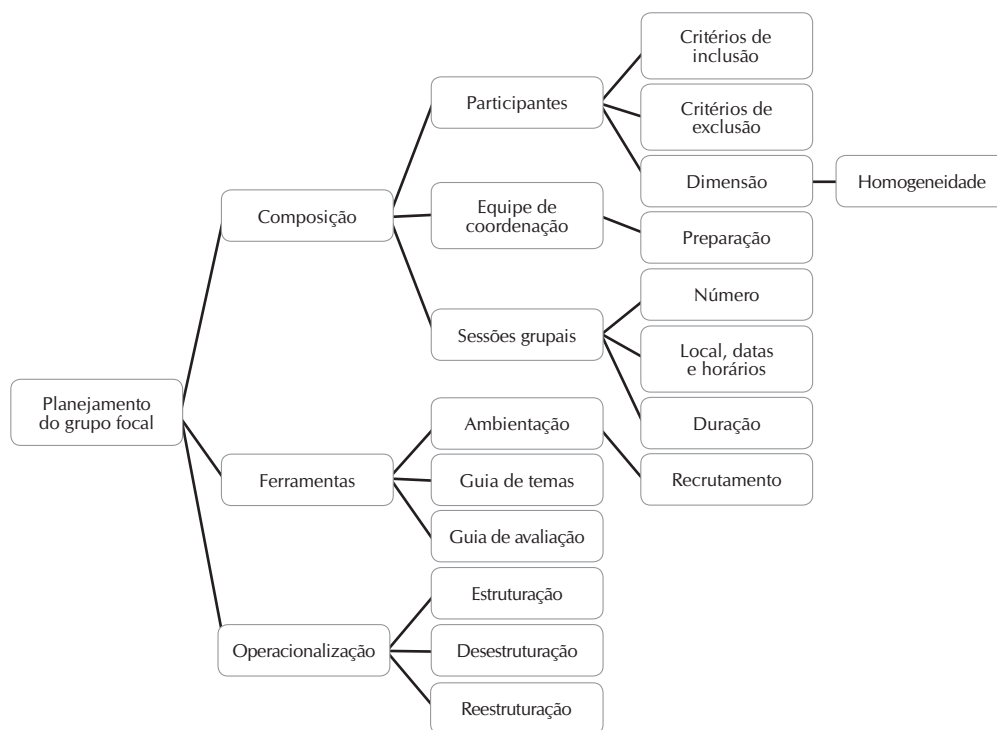 Critérios de
inclusão
Participantes
Critérios de
exclusão
Dimensão
Homogeneidade
Composição
Equipe de
coordenação
Preparação
Número
Sessões grupais
Local, datas
e horários
Planejamento
do grupo focal
Duração
Ambientação
Ferramentas
Guia de temas
Recrutamento
Guia de avaliação
Estruturação
Operacionalização
Desestruturação
Reestruturação